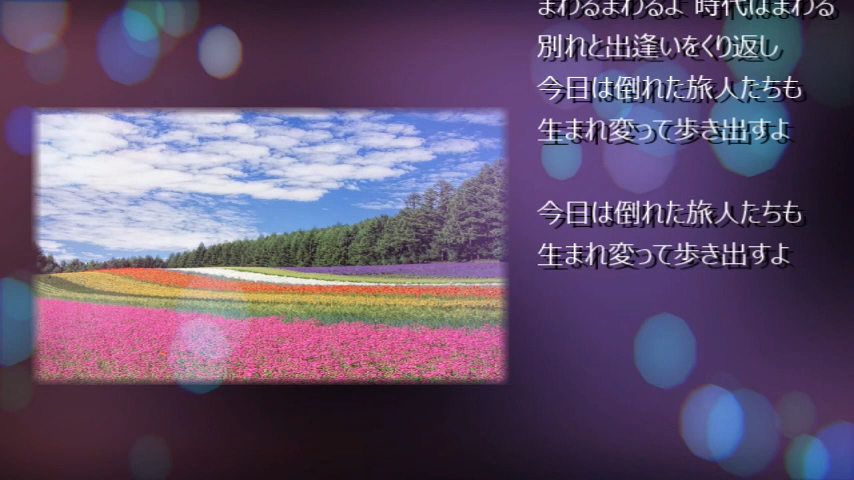 まわるまわるよ 時代はまわる
別れと出逢いをくり返し
今日は倒れた旅人たちも
生まれ変って歩き出すよ
今日は倒れた旅人たちも
生まれ変って歩き出すよ